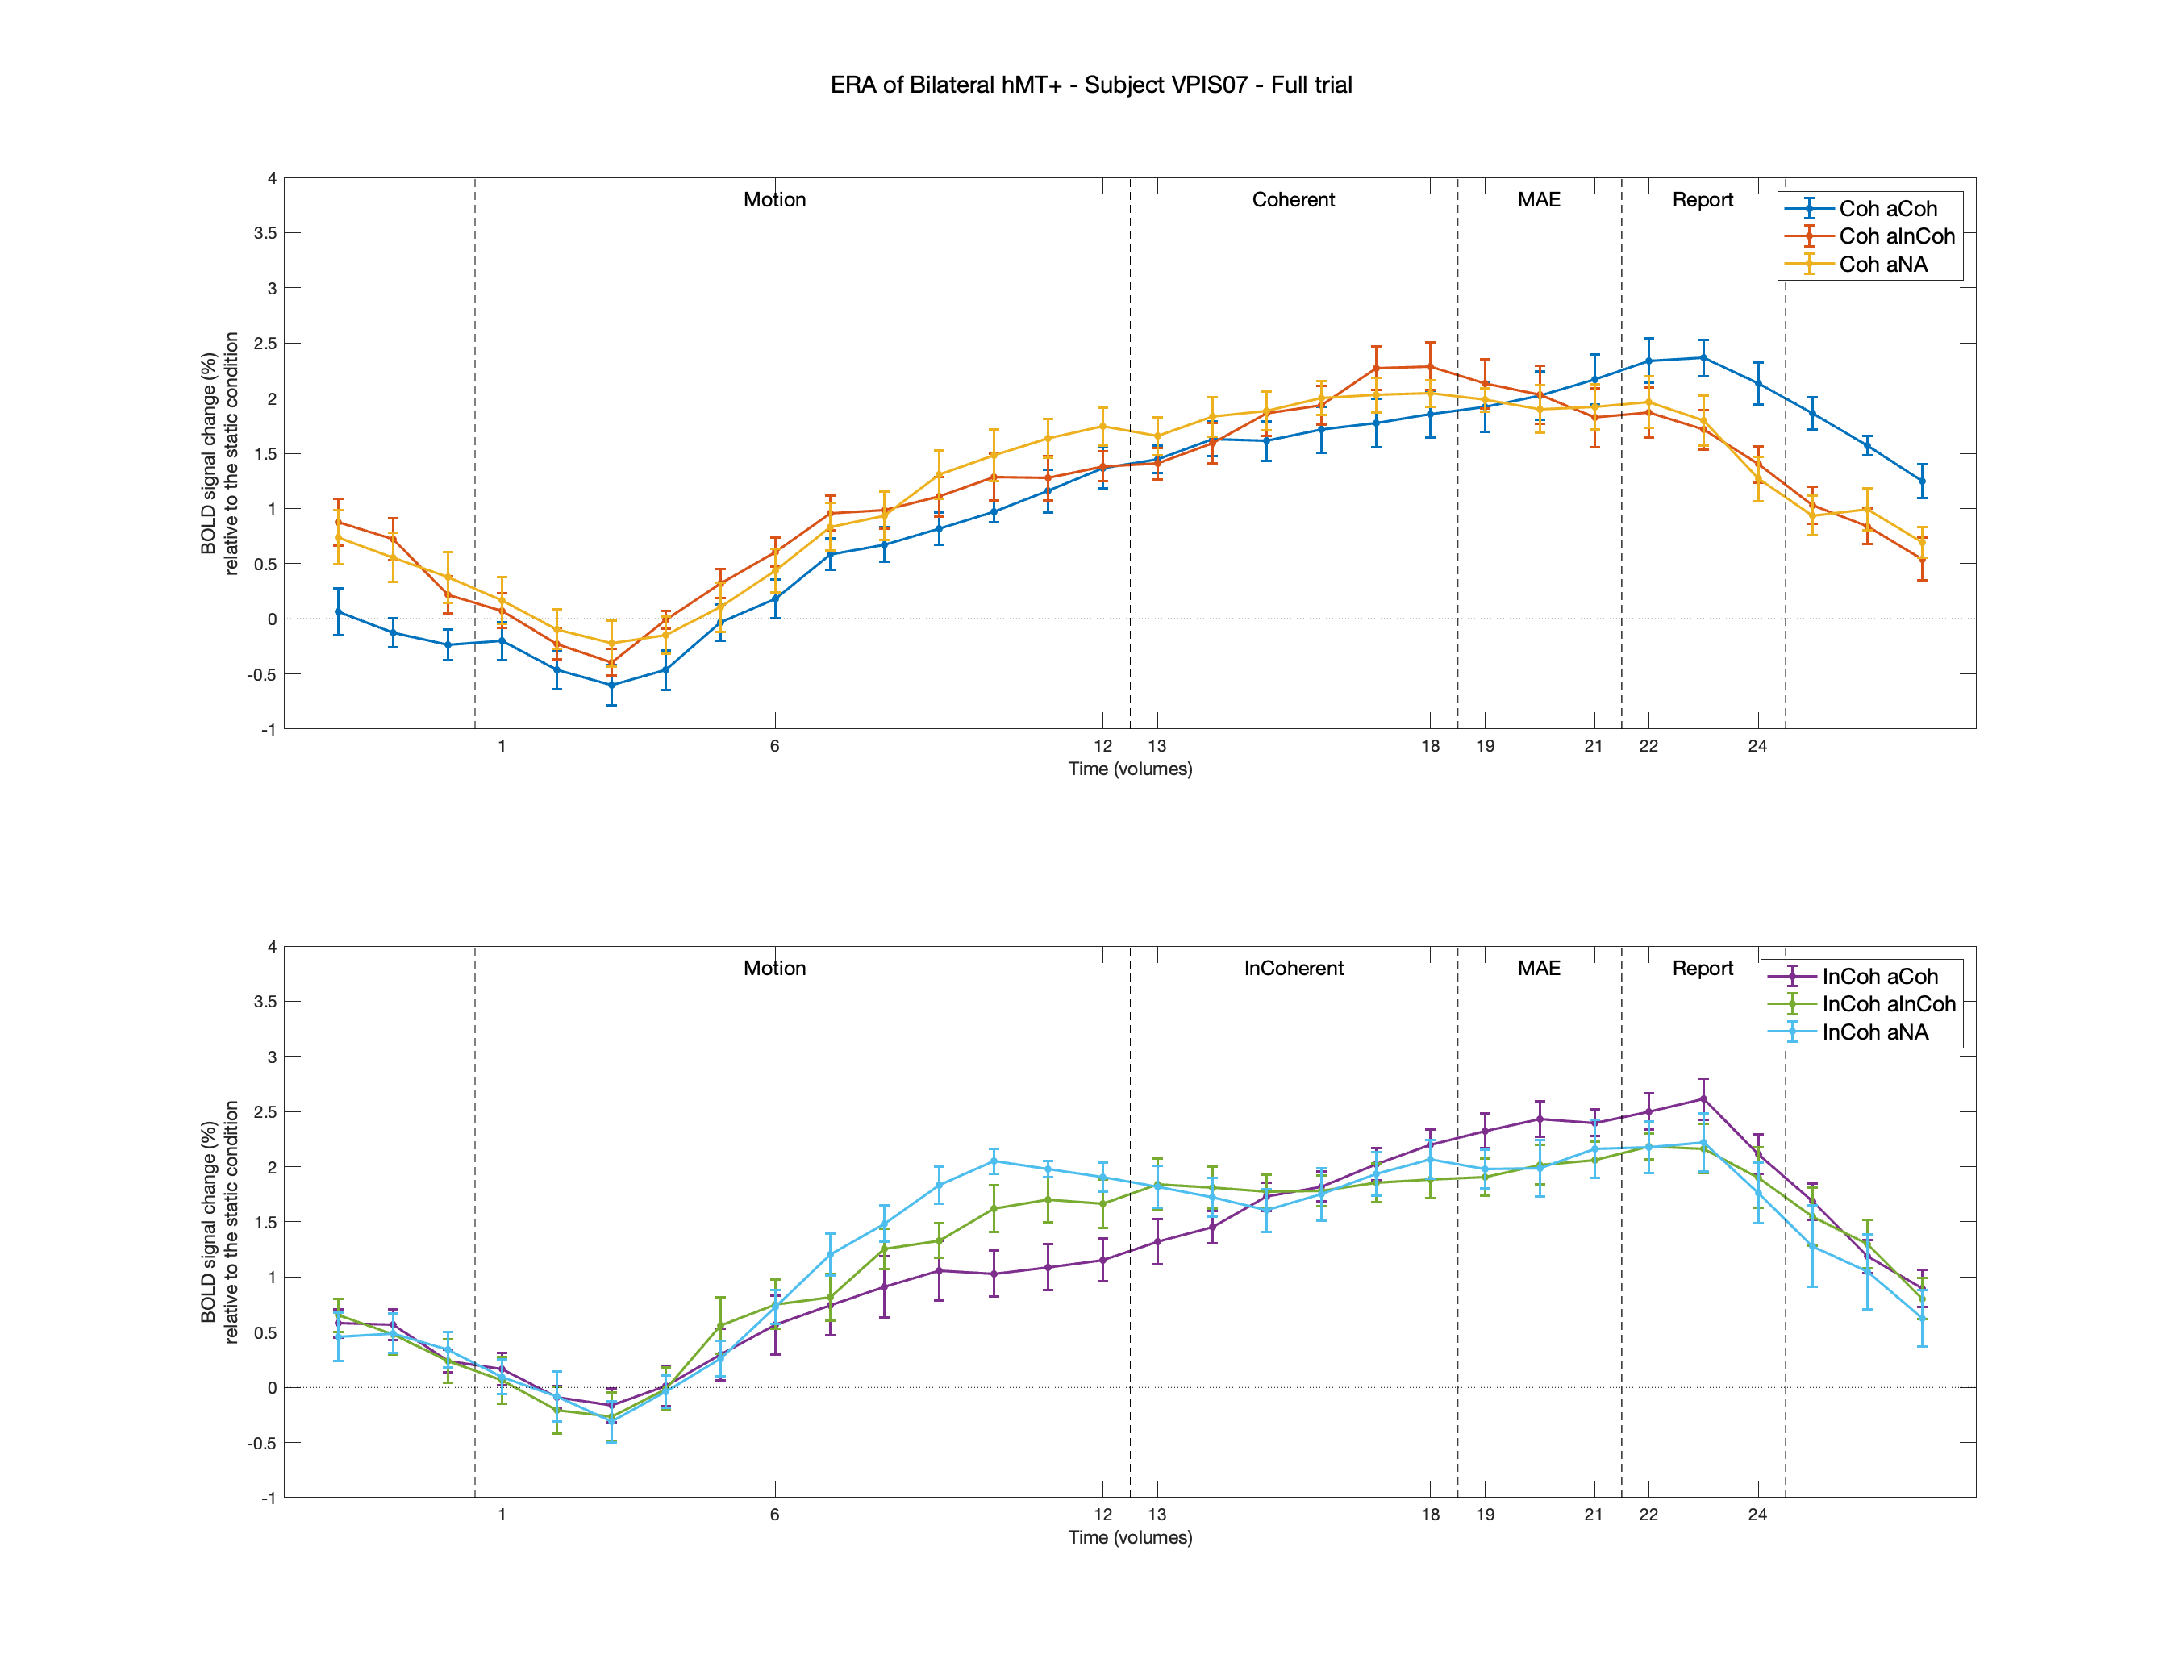 ERA of Bilateral hMT+ - Subject VPIS07 - Full trial
Motion
Coherent
MAE
Report
Coh aCoh
Coh aInCoh
Coh aNA
4
3.5
3
2.5
2
1.5
1
0.5
0
-0.5
-1
BOLD signal change (%)
relative to the static condition
1
6
12
13
18
19
21
22
24
Time (volumes)
Motion
InCoherent
MAE
Report
InCoh aCoh
InCoh aInCoh
InCoh aNA
4
3.5
3
2.5
2
1.5
1
0.5
0
-0.5
-1
BOLD signal change (%)
relative to the static condition
1
6
12
13
18
19
21
22
24
Time (volumes)